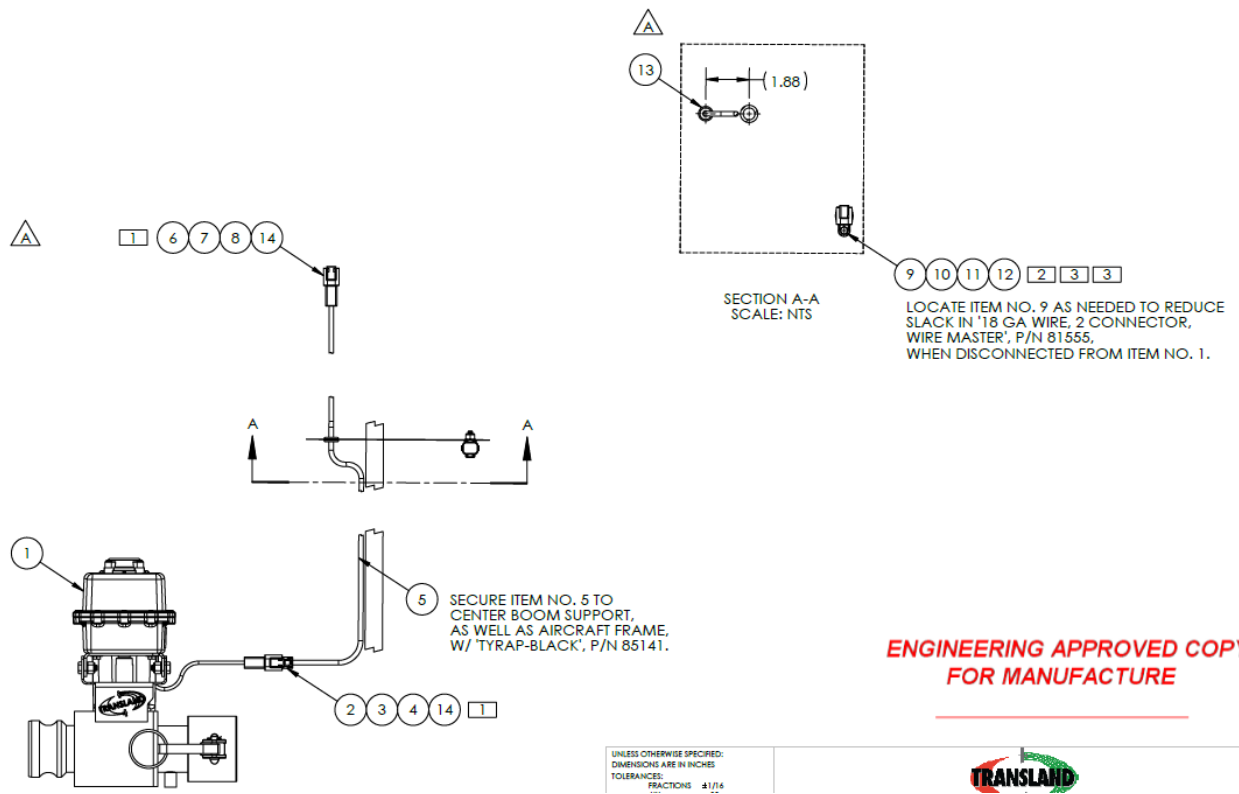 A
13
(1.88)
A
1 6 7 8 14
9 10 11 12 2 3 3
SECTION A-A
SCALE: NTS
LOCATE ITEM NO. 9 AS NEEDED TO REDUCE
SLACK IN '18 GA WIRE, 2 CONNECTOR,
WIRE MASTER', P/N 81555,
WHEN DISCONNECTED FROM ITEM NO. 1.
A A
1
5
SECURE ITEM NO. 5 TO
CENTER BOOM SUPPORT,
AS WELL AS AIRCRAFT FRAME,
W/ 'TYRAP-BLACK', P/N 85141.
TRANSLAND
2 3 4 14 1
ENGINEERING APPROVED COPY
FOR MANUFACTURE
UNLESS OTHERWISE SPECIFIED:
DIMENSIONS ARE IN INCHES
TOLERANCES:
FRACTIONS ±1/16
TRANSLAND